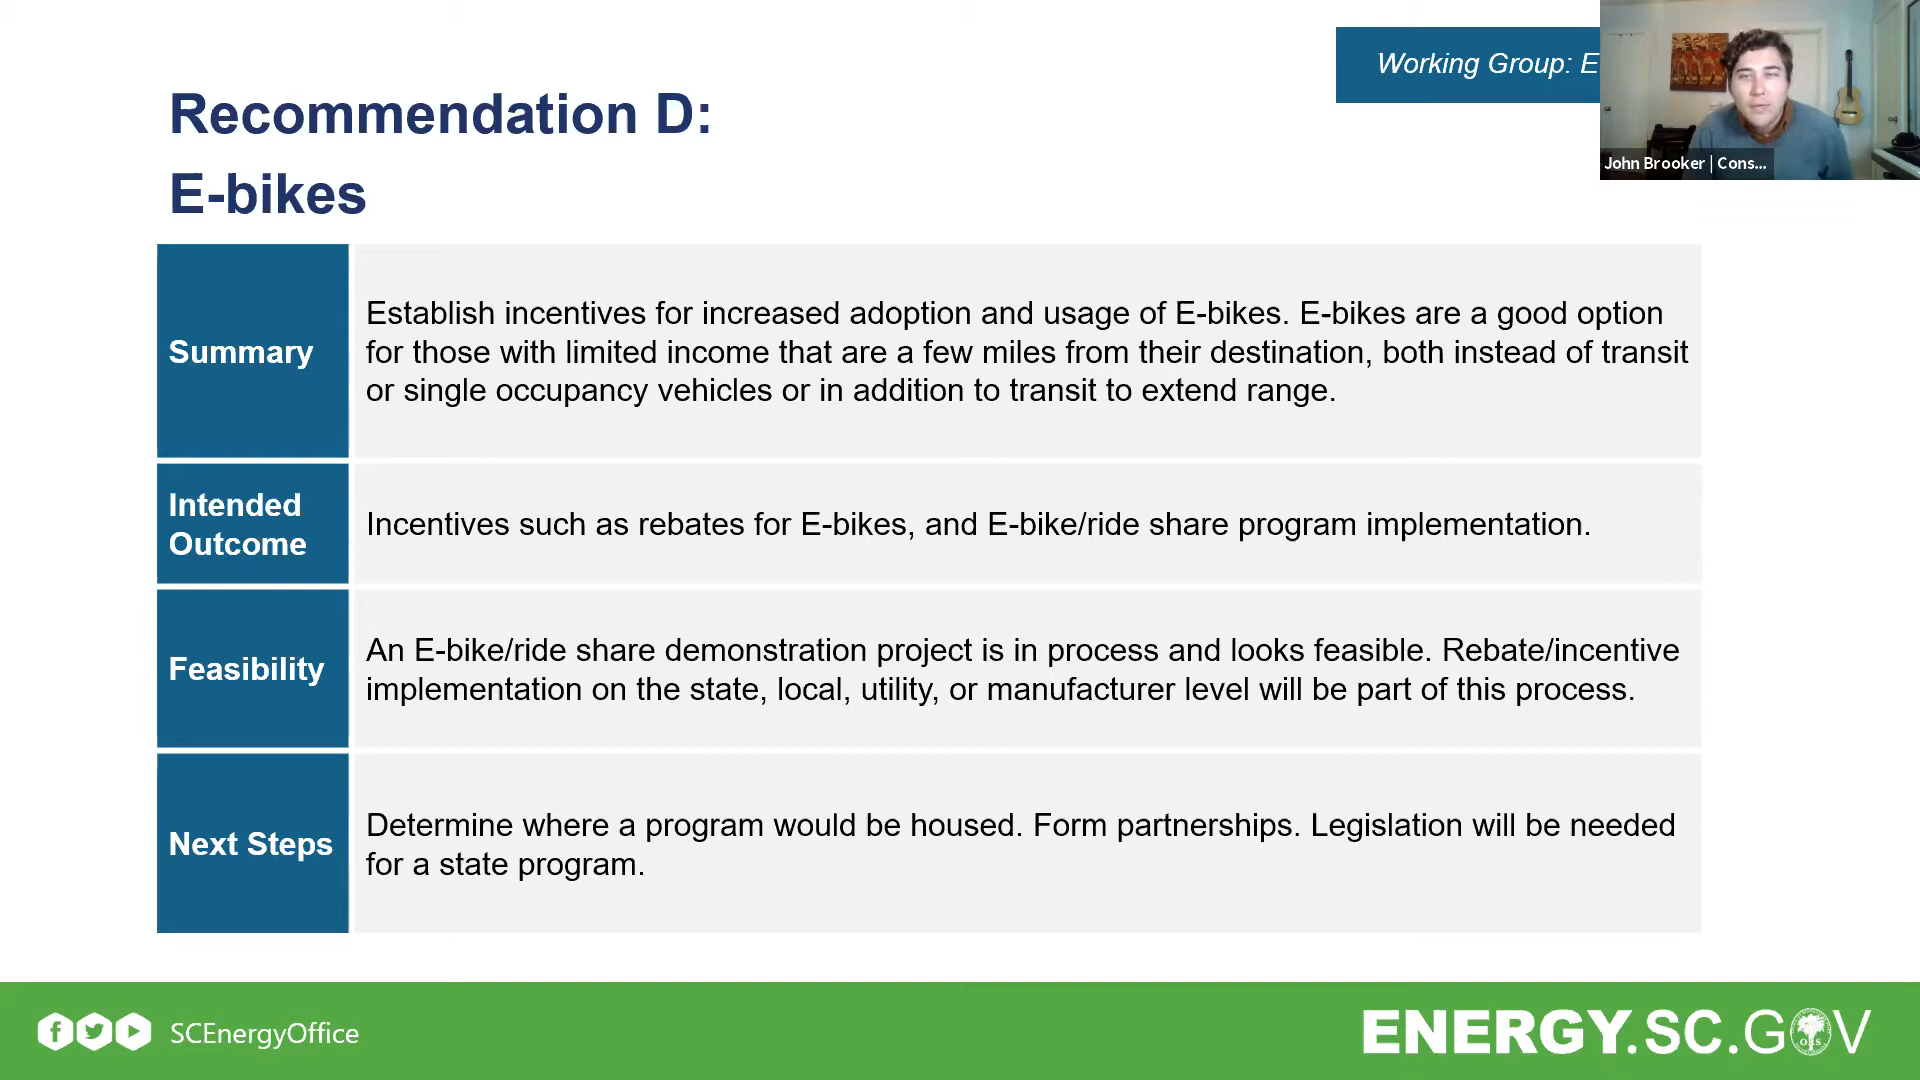 Working Group: E
Recommendation D:
E-bikes
John Brooker | Cons...
Summary
Establish incentives for increased adoption and usage of E-bikes. E-bikes are a good option
for those with limited income that are a few miles from their destination, both instead of transit
or single occupancy vehicles or in addition to transit to extend range.
Intended
Outcome
Incentives such as rebates for E-bikes, and E-bike/ride share program implementation.
Feasibility
An E-bike/ride share demonstration project is in process and looks feasible. Rebate/incentive
implementation on the state, local, utility, or manufacturer level will be part of this process.
Next Steps
Determine where a program would be housed. Form partnerships. Legislation will be needed
for a state program.
SCEnergyOffice
ENERGY.SC.GOV
ORS